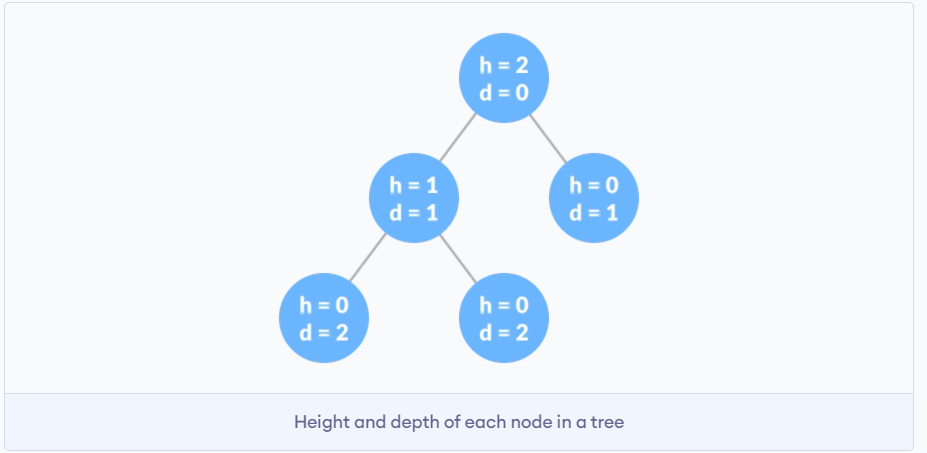 h = 2
d = 0
h = 1
d = 1
h = 0
d = 1
h = 0
d = 2
h = 0
d = 2
Height and depth of each node in a tree